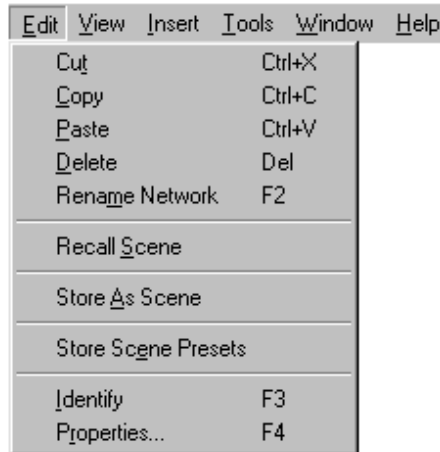 Edit View Insert Tools Window Help
Cut Ctrl+X
Copy Ctrl+C
Paste Ctrl+V
Delete Del
Rename Network F2
Recall Scene
Store As Scene
Store Scene Presets
Identify F3
Properties... F4